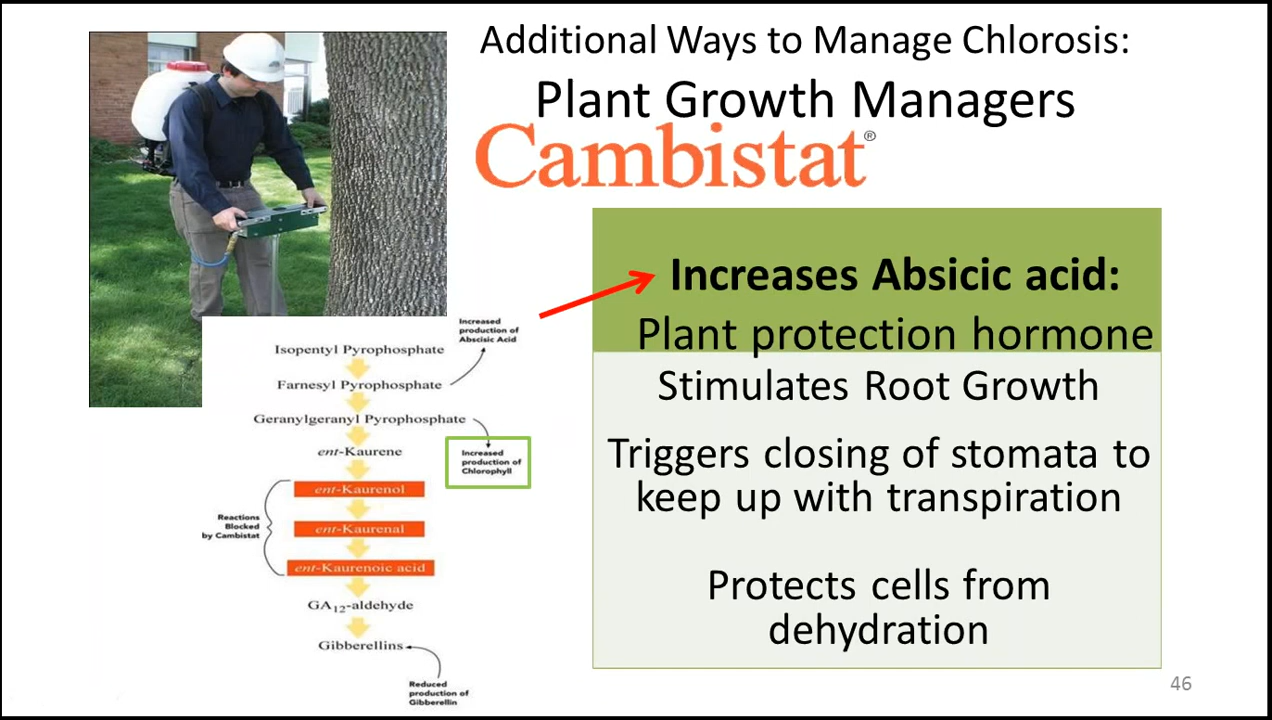 Additional Ways to Manage Chlorosis:
Plant Growth Managers
Cambistat®
Increases Absicic acid:
Plant protection hormone
Stimulates Root Growth
Triggers closing of stomata to
keep up with transpiration
Protects cells from
dehydration
Increased
production of
Abscisic Acid
Isopentyl Pyrophosphate
Farnesyl Pyrophosphate
Geranylgeranyl Pyrophosphate
ent-Kaurene
Increased
production of
Chlorophyll
ent-Kaurenol
ent-Kaurenal
ent-Kaurenoic acid
Reactions
Blocked
by Cambistat
GA12-aldehyde
Gibberellins
Reduced
production of
Gibberellin
46